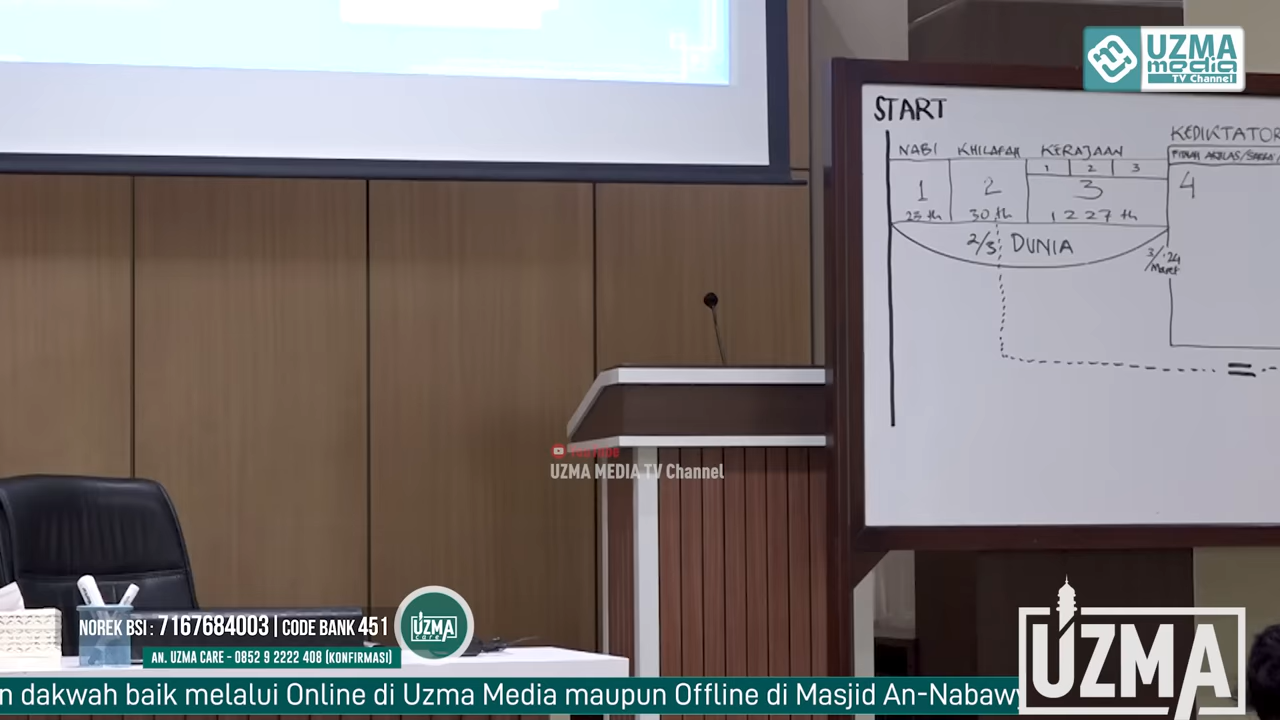 UZMA
media
TV Channel
START
NABI KHILAFAH KERAJAAN
KEDIKTATOR
1 2 3
1 2 3 4
23 th 30 th 1227 th
2/3 DUNIA
3/'24
Maret
=
YouTube
UZMA MEDIA TV Channel
NOREK BSI : 7167684003 | CODE BANK 451
AN. UZMA CARE - 0852 9 2222 408 (KONFIRMASI)
UZMA
care
UZMA
n dakwah baik melalui Online di Uzma Media maupun Offline di Masjid An-Nabawy